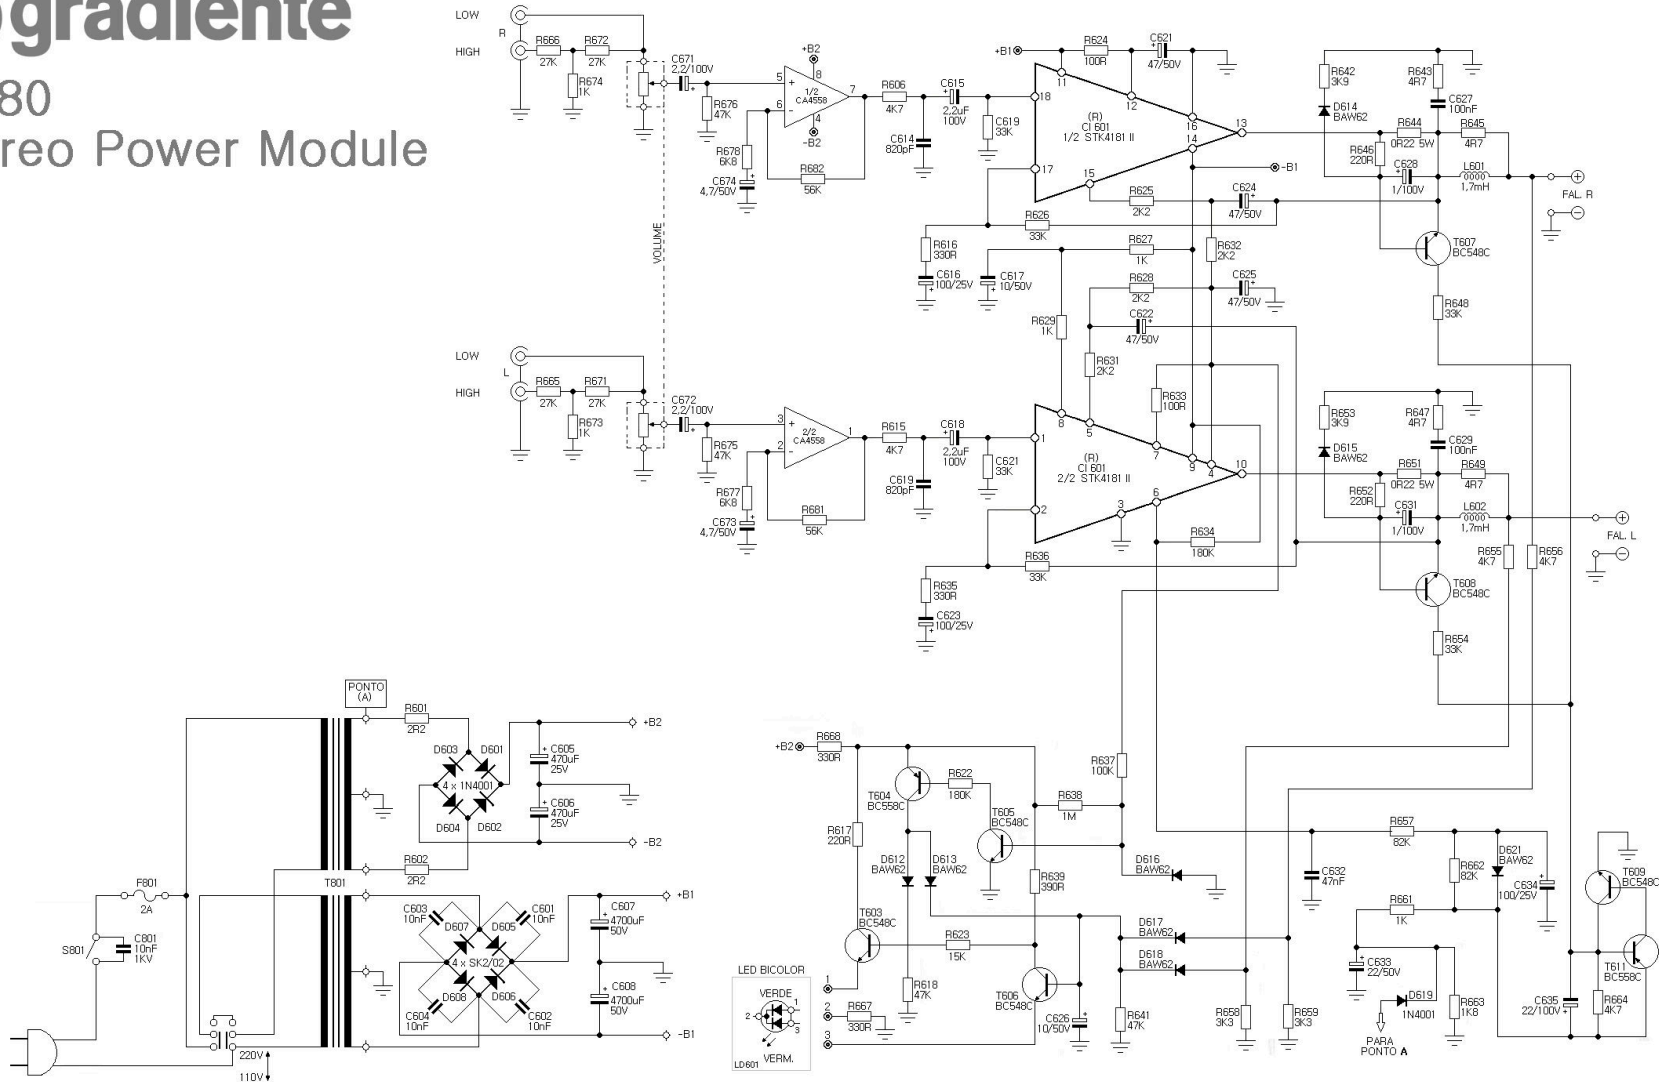 gradiente
80
reo Power Module
LOW
R
HIGH
R666
27K
R672
27K
R674
1K
C671
2,2/100V
R676
47K
+B2
5
8
1/2
CA4558
7
6
4
-B2
R678
6K8
C674
4,7/50V
R682
56K
R606
4K7
C615
2,2uF
100V
C614
820pF
C619
33K
+B1
R624
100R
C621
47/50V
11
18
12
(R)
CI 601
1/2 STK4181 II
16
13
14
17
15
-B1
R625
2K2
C624
47/50V
R626
33K
R616
330R
C616
100/25V
C617
10/50V
R627
1K
R632
2K2
R628
2K2
C625
47/50V
R629
1K
C622
47/50V
R631
2K2
R642
3K9
D614
BAW62
R643
4R7
C627
100nF
R644
0R22 5W
R645
4R7
R646
220R
C628
1/100V
L601
1,7mH
FAL. R
T607
BC548C
R648
33K
VOLUME
LOW
L
HIGH
R665
27K
R671
27K
R673
1K
C672
2,2/100V
R675
47K
3
2/2
CA4558
1
2
R677
6K8
C673
4,7/50V
R681
56K
R615
4K7
C618
2,2uF
100V
C619
820pF
C621
33K
R633
100R
8
5
1
7
(R)
CI 601
2/2 STK4181 II
9
4
10
2
3
6
R634
180K
R636
33K
R635
330R
C623
100/25V
R653
3K9
D615
BAW62
R647
4R7
C629
100nF
R651
0R22 5W
R649
4R7
R652
220R
C631
1/100V
L602
1,7mH
FAL. L
R655
4K7
R656
4K7
T608
BC548C
R654
33K
PONTO
(A)
R601
2R2
D603
D601
4 x 1N4001
D604
D602
R602
2R2
C605
470uF
25V
C606
470uF
25V
+B2
-B2
F801
2A
T801
S801
C801
10nF
1KV
C603
10nF
D607
D605
C601
10nF
4 x SK2/02
C604
10nF
D608
D606
C602
10nF
C607
4700uF
50V
C608
4700uF
50V
+B1
-B1
220V
110V
+B2
R668
330R
T604
BC558C
R622
180K
T605
BC548C
R638
1M
R637
100K
R617
220R
D612
BAW62
D613
BAW62
R639
390R
D616
BAW62
T603
BC548C
R623
15K
D617
BAW62
D618
BAW62
LED BICOLOR
VERDE
1
2
3
VERM.
LD601
1
2
3
R667
330R
R618
47K
T606
BC548C
C626
10/50V
R641
47K
R658
3K3
R659
3K3
C632
47nF
R657
82K
R662
82K
D621
BAW62
C634
100/25V
R661
1K
T609
BC548C
C633
22/50V
D619
1N4001
R663
1K8
PARA
PONTO A
C635
22/100V
T611
BC558C
R664
4K7